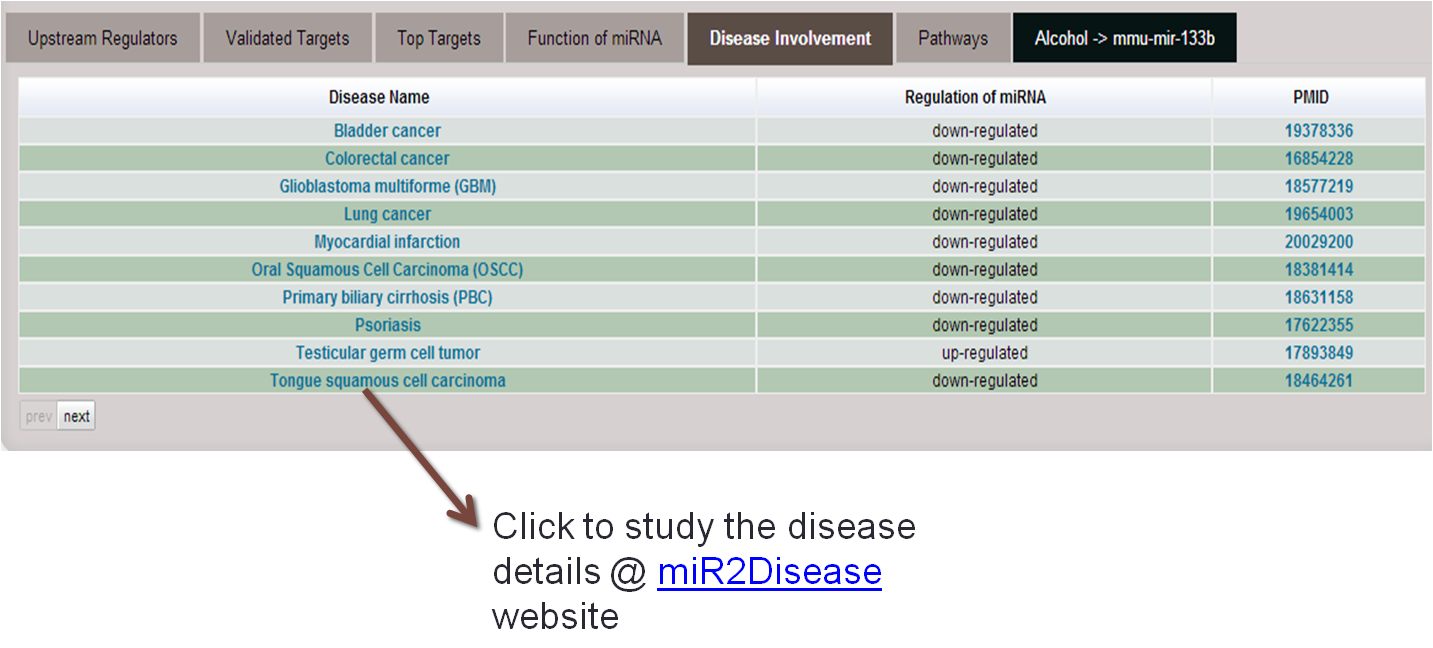 Upstream Regulators Validated Targets Top Targets Function of miRNA Disease Involvement Pathways Alcohol -> mmu-mir-133b
Disease Name Regulation of miRNA PMID
Bladder cancer down-regulated 19378336
Colorectal cancer down-regulated 16854228
Glioblastoma multiforme (GBM) down-regulated 18577219
Lung cancer down-regulated 19654003
Myocardial infarction down-regulated 20029200
Oral Squamous Cell Carcinoma (OSCC) down-regulated 18381414
Primary biliary cirrhosis (PBC) down-regulated 18631158
Psoriasis down-regulated 17622355
Testicular germ cell tumor up-regulated 17893849
Tongue squamous cell carcinoma down-regulated 18464261
prev next
Click to study the disease
details @ miR2Disease
website